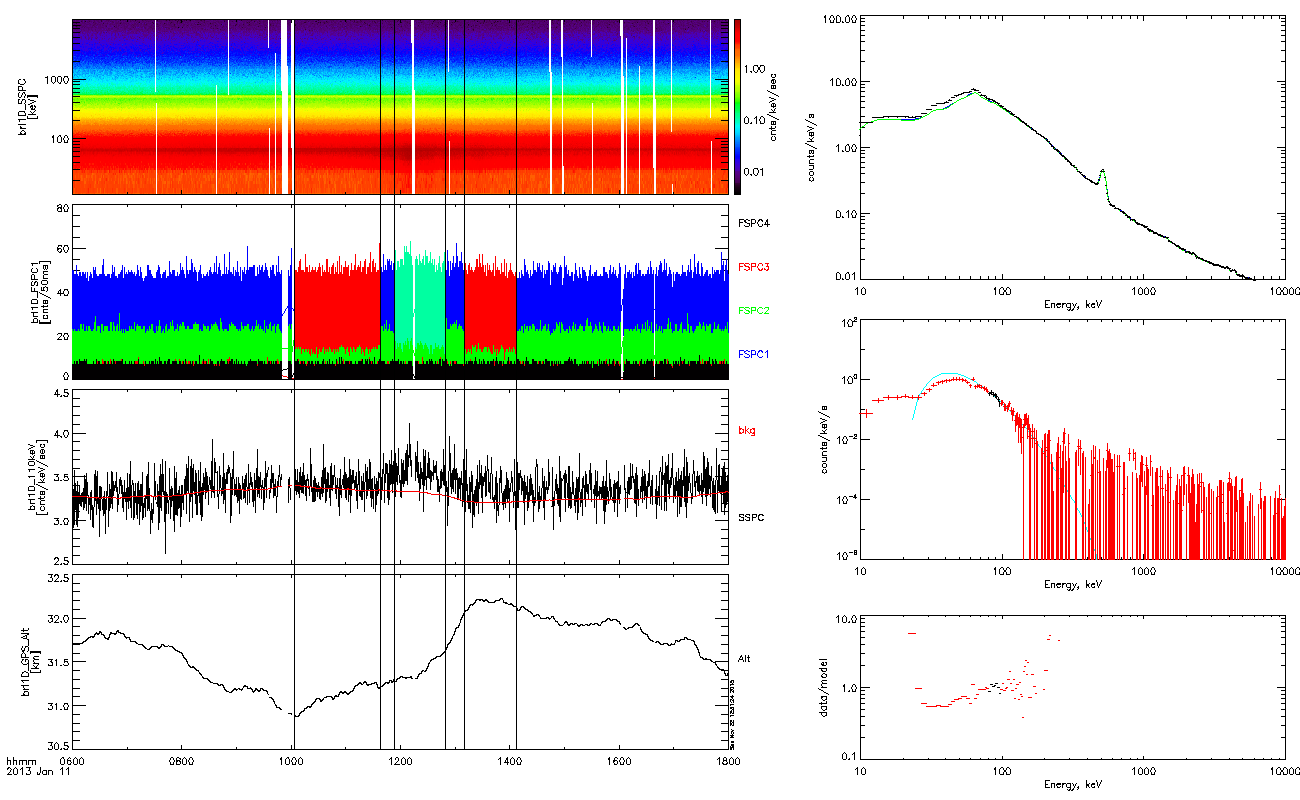 brl1D_SSPC
[keV]
1000
100
1.00
0.10
0.01
cnts/keV/sec
brl1D_FSPC1
[cnts/50ms]
80
60
40
20
0
FSPC4
FSPC3
FSPC2
FSPC1
[cnts/keV/sec]
4.5
4.0
3.5
3.0
2.5
bkg
SSPC
brl1D_GPS_Alt
[km]
32.5
32.0
31.5
31.0
30.5
Alt
hhmm
2013 Jan 11
0600
0800
1000
1200
1400
1600
1800
counts/keV/s
100.00
10.00
1.00
0.10
0.01
10
100
1000
10000
Energy, keV
counts/keV/s
10²
10⁰
10⁻²
10⁻⁴
10
100
1000
10000
Energy, keV
data/model
10.0
1.0
0.1
10
100
1000
10000
Energy, keV